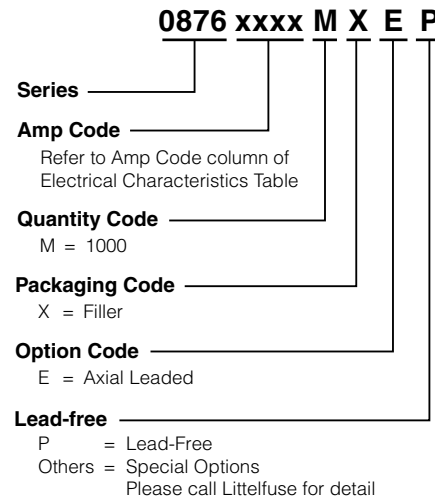 0876 xxxx M X E P
Series
Amp Code
Refer to Amp Code column of
Electrical Characteristics Table
Quantity Code
M = 1000
Packaging Code
X = Filler
Option Code
E = Axial Leaded
Lead-free
P = Lead-Free
Others = Special Options
Please call Littelfuse for detail